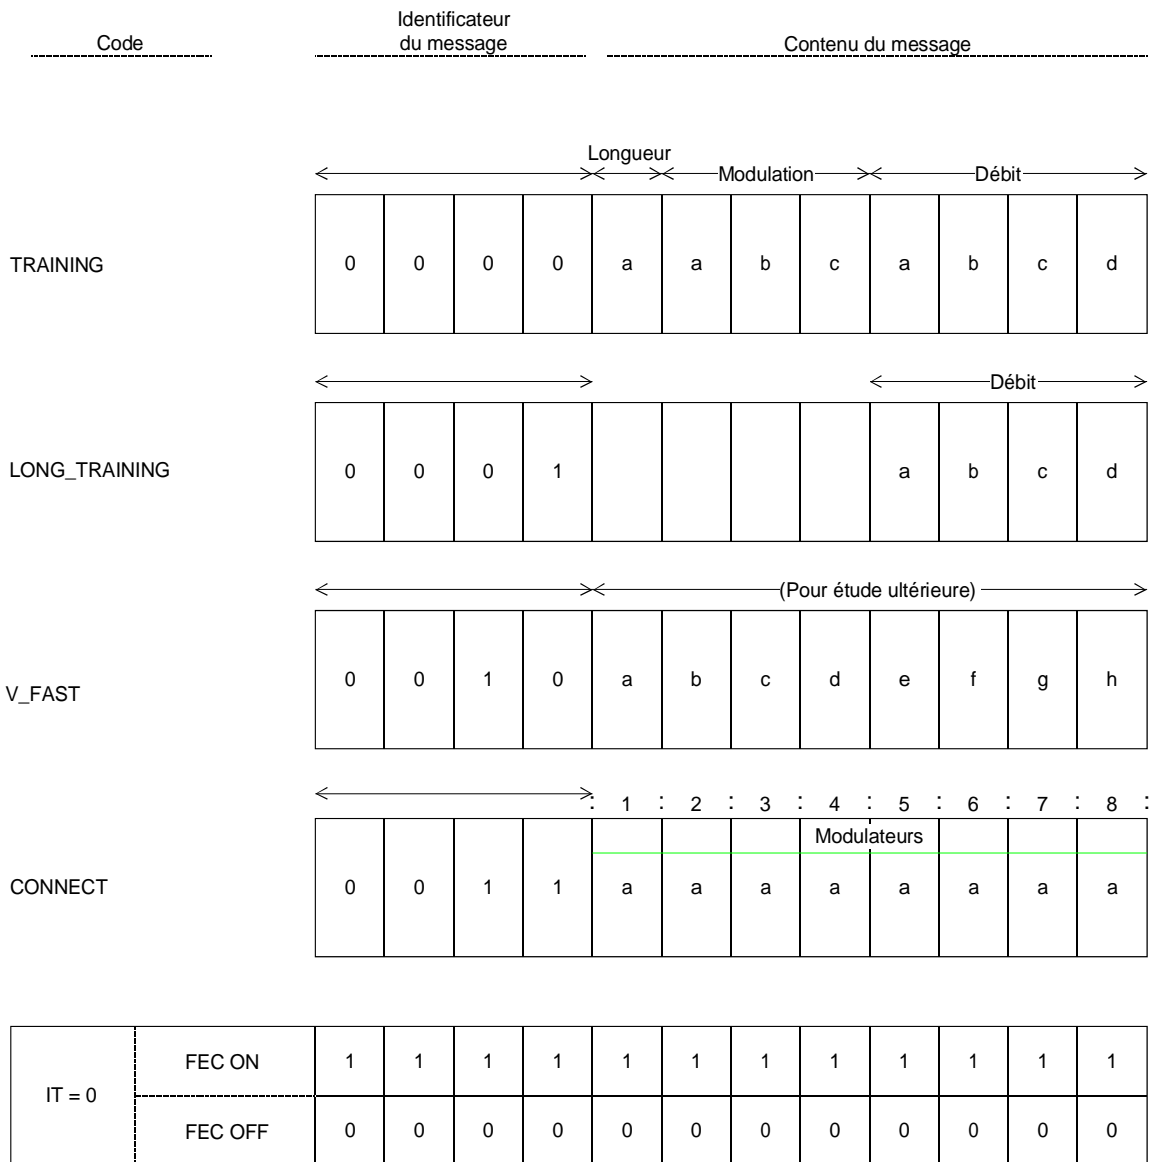 Identificateur
Code du message Contenu du message
Longueur
Modulation Débit
TRAINING 0 0 0 0 a a b c a b c d
Débit
LONG_TRAINING 0 0 0 1 a b c d
(Pour étude ultérieure)
V_FAST 0 0 1 0 a b c d e f g h
: 1 : 2 : 3 : 4 : 5 : 6 : 7 : 8 :
Modulateurs
CONNECT 0 0 1 1 a a a a a a a a
FEC ON 1 1 1 1 1 1 1 1 1 1 1 1
IT = 0
FEC OFF 0 0 0 0 0 0 0 0 0 0 0 0